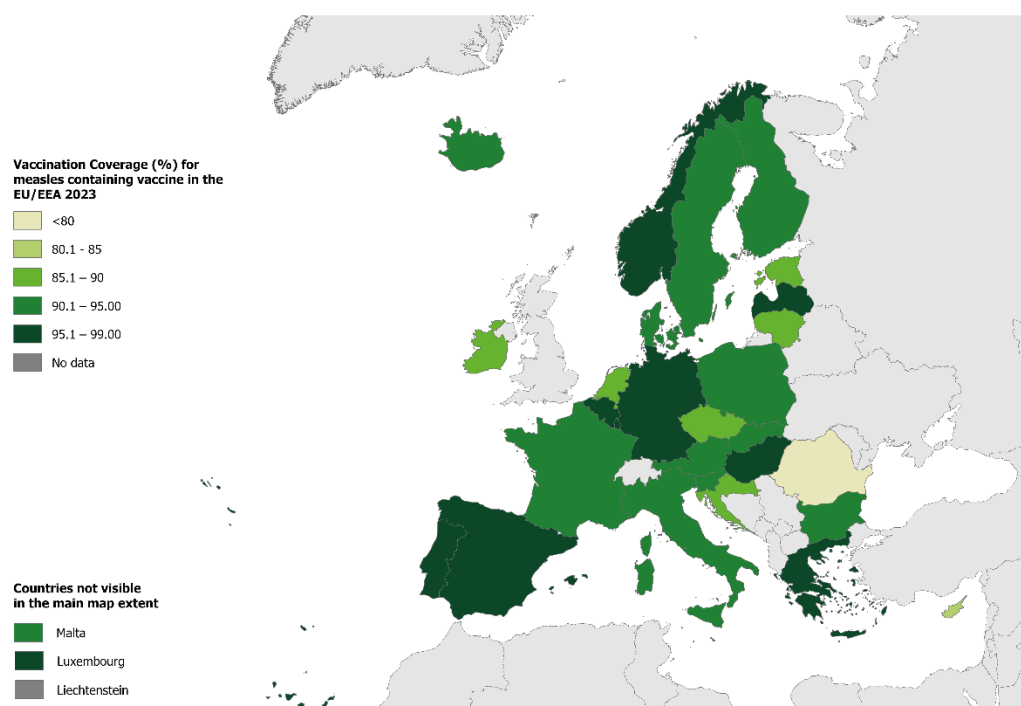 Vaccination Coverage (%) for
measles containing vaccine in the
EU/EEA 2023
<80
80.1 - 85
85.1 – 90
90.1 – 95.00
95.1 – 99.00
No data
Countries not visible
in the main map extent
Malta
Luxembourg
Liechtenstein